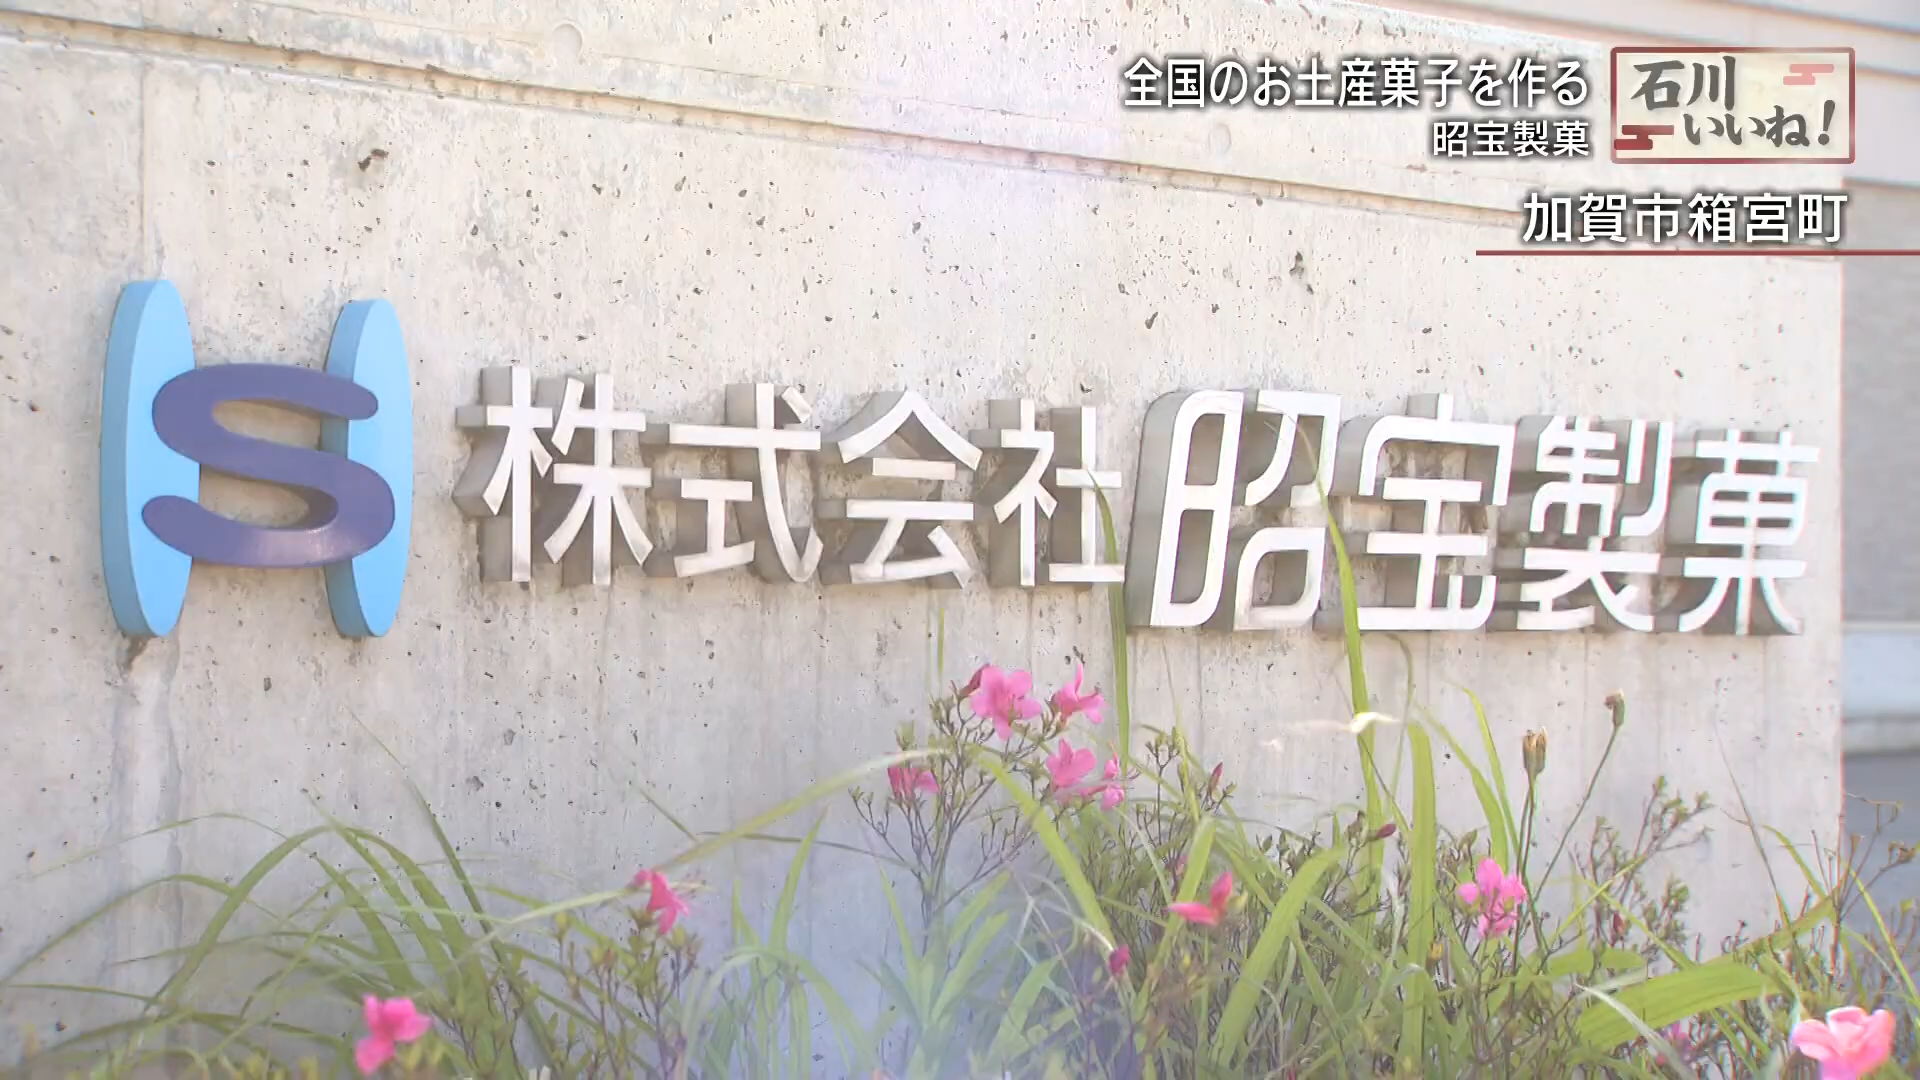 全国のお土産菓子を作る
昭宝製菓
石川
いいね!
加賀市箱宮町
S
株式会社昭宝製菓